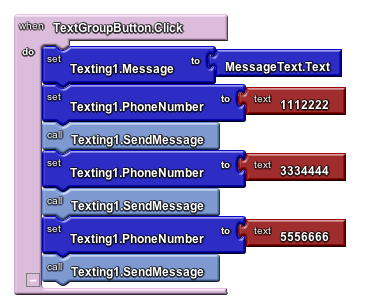 when TextGroupButton.Click
do
set Texting1.Message to MessageText.Text
set Texting1.PhoneNumber to text 1112222
call Texting1.SendMessage
set Texting1.PhoneNumber to text 3334444
call Texting1.SendMessage
set Texting1.PhoneNumber to text 5556666
call Texting1.SendMessage